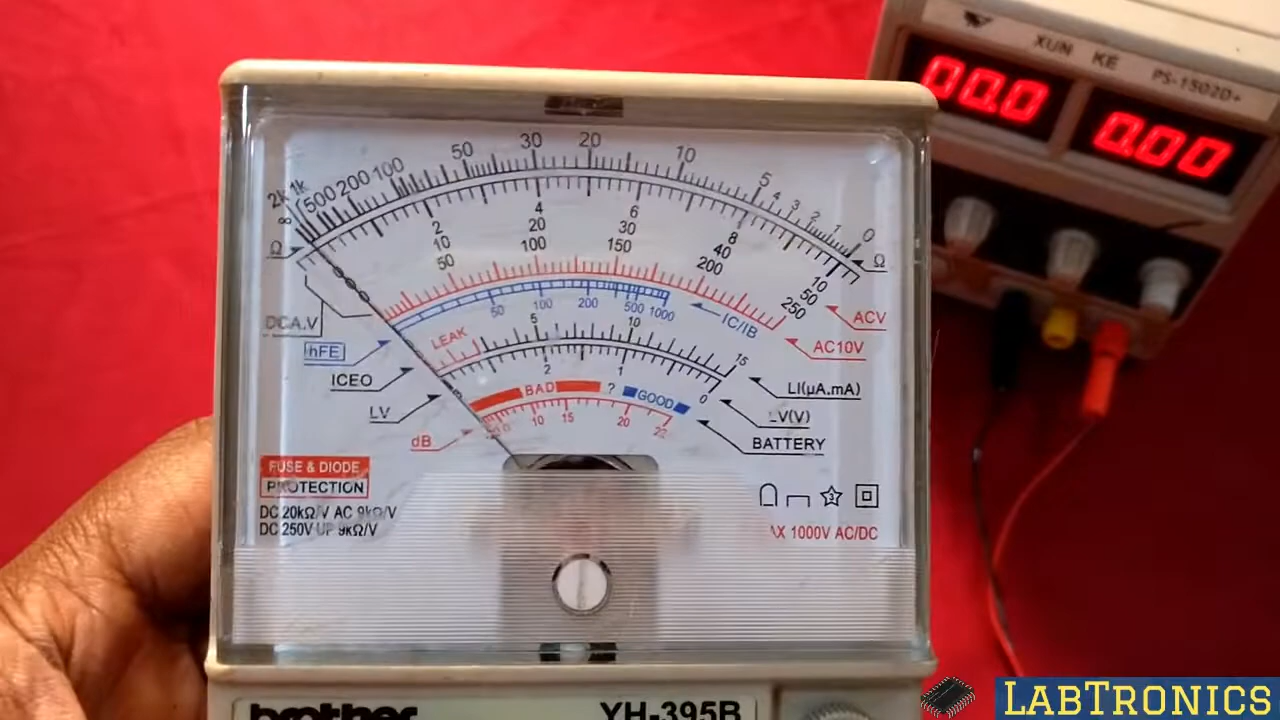 XUN KE PS-1502D+
00.0
0.00
2k 1k 500 200 100 50 30 20 10 5 4 3 2 1 0
∞
Ω Ω
2 4 6 8 10
10 20 30 40 50
50 100 150 200 250
DCA.V ACV
50 100 200 500 1000 IC/IB
hFE AC10V
LEAK 5 10 15
ICEO LI(µA,mA)
2 1 0
LV LV(V)
BAD ? GOOD
BATTERY
dB 10 15 20 22
FUSE & DIODE
PROTECTION
DC 20kΩ/V AC 9kΩ/V
DC 250V UP 9kΩ/V
3
AX 1000V AC/DC
brother YH-395B
LABTRONICS